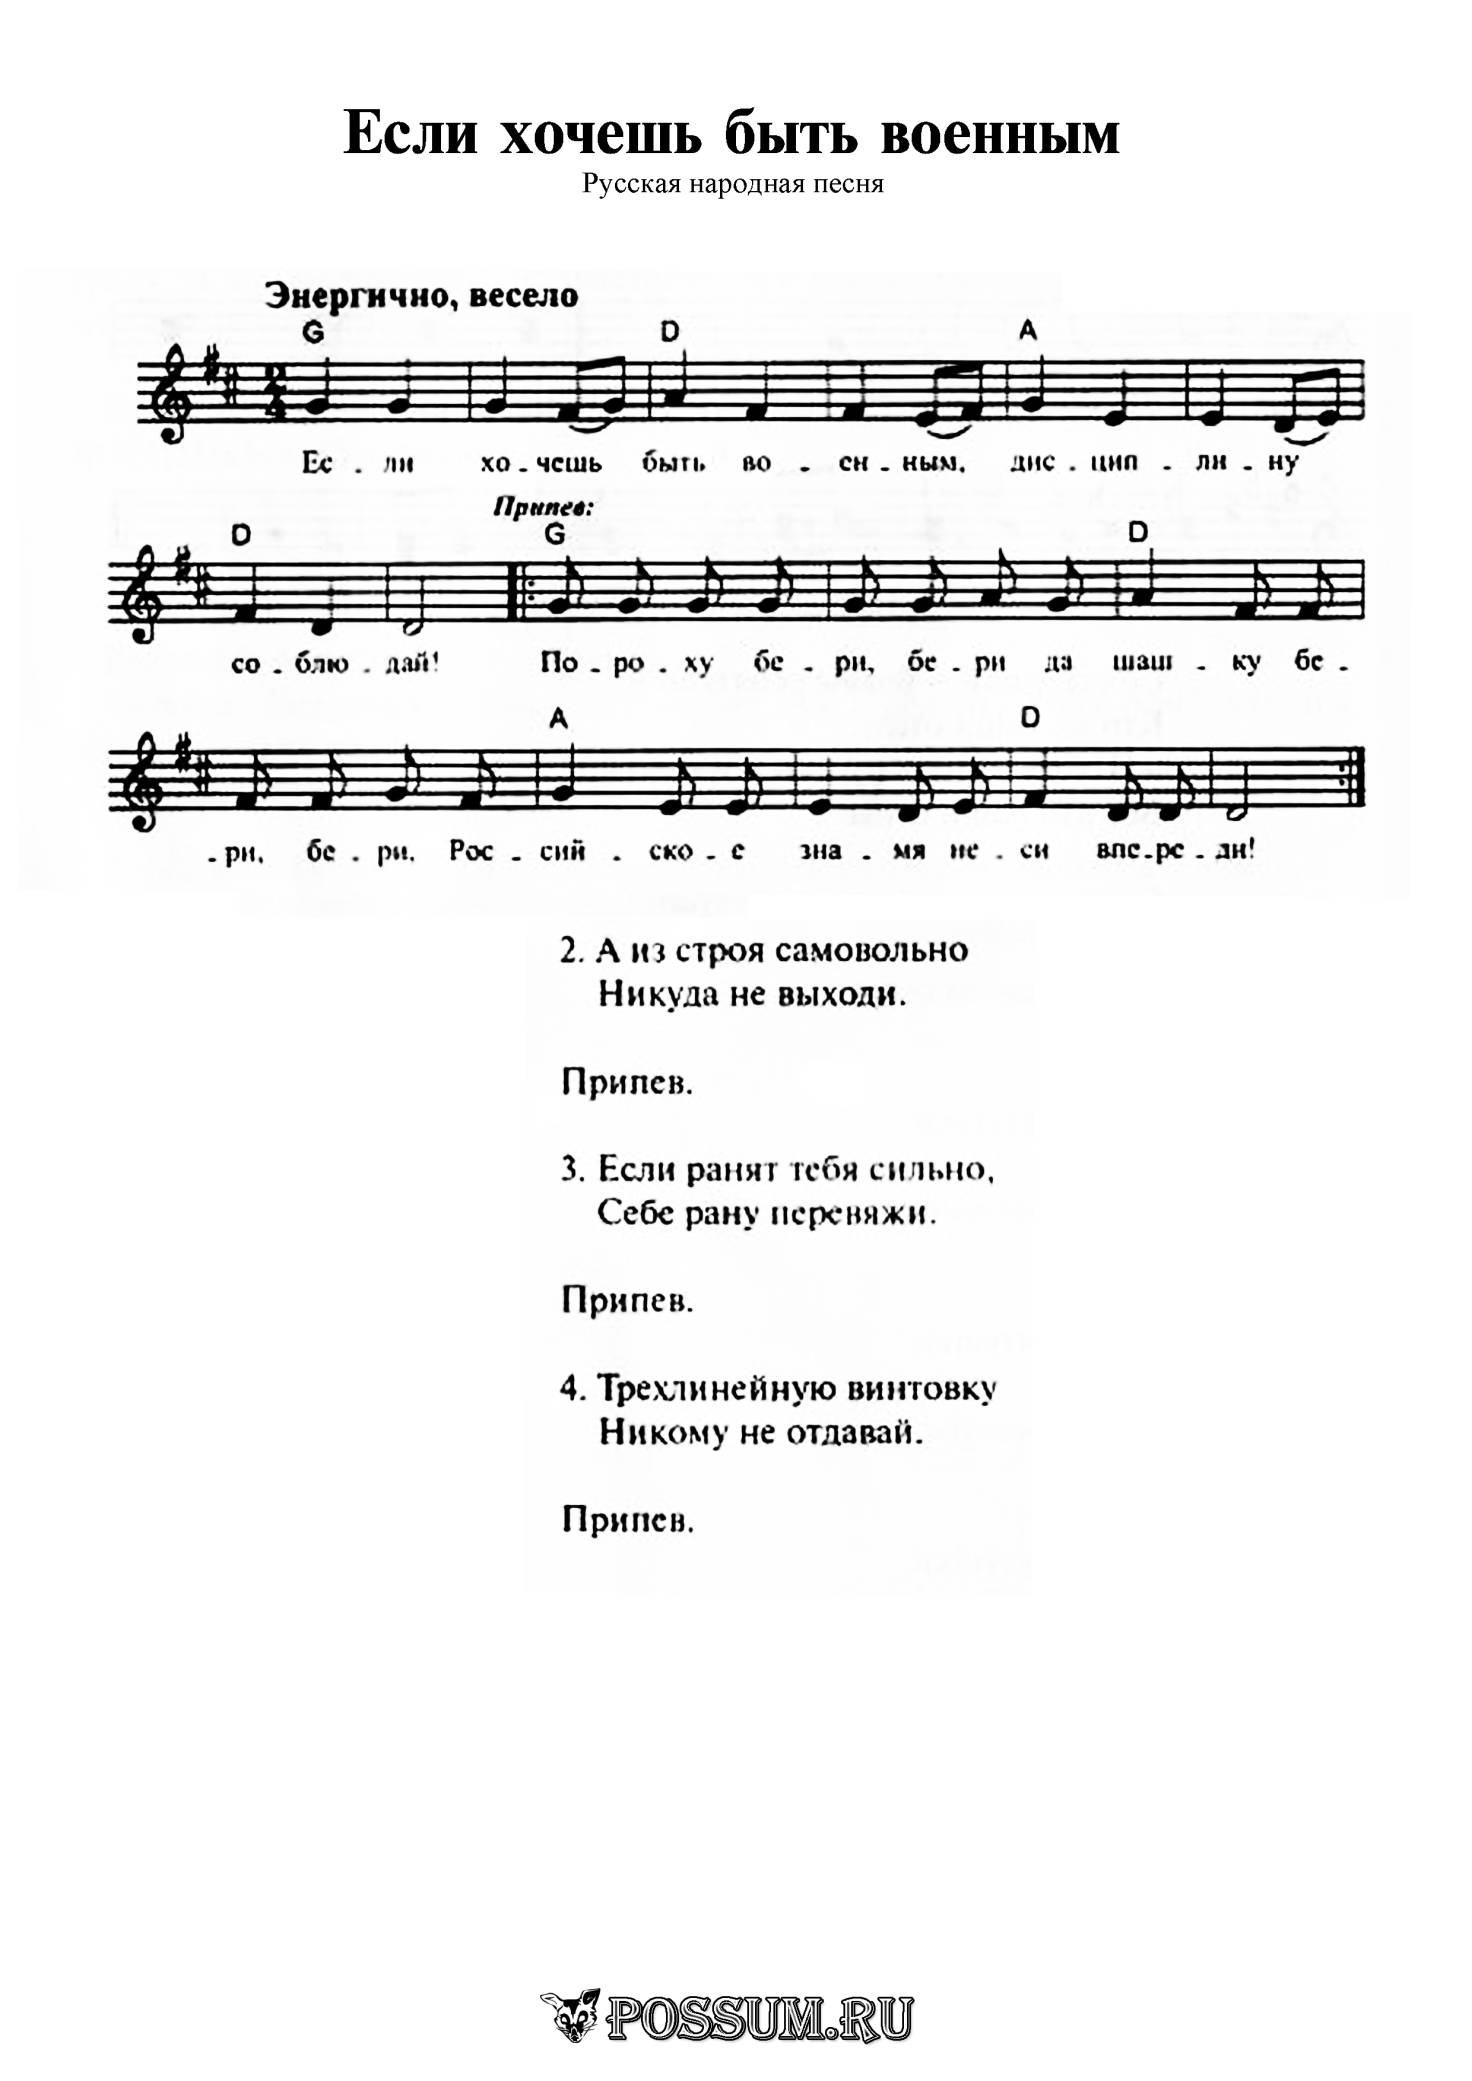 Если хочешь быть военным
Русская народная песня
Энергично, весело
G D A
Ес - ли хо - чешь быть во - ен - ным, дис - цип - ли - ну
Припев:
D G D
со - блю - дай! По - ро - ху бе - ри, бе - ри да шаш - ку бе -
A D
- ри, бе - ри, Рос - сий - ско - е зна - мя не - си впе - ре - ди!
2. А из строя самовольно
Никуда не выходи.
Припев.
3. Если ранят тебя сильно,
Себе рану перевяжи.
Припев.
4. Трехлинейную винтовку
Никому не отдавай.
Припев.
POSSUM.RU